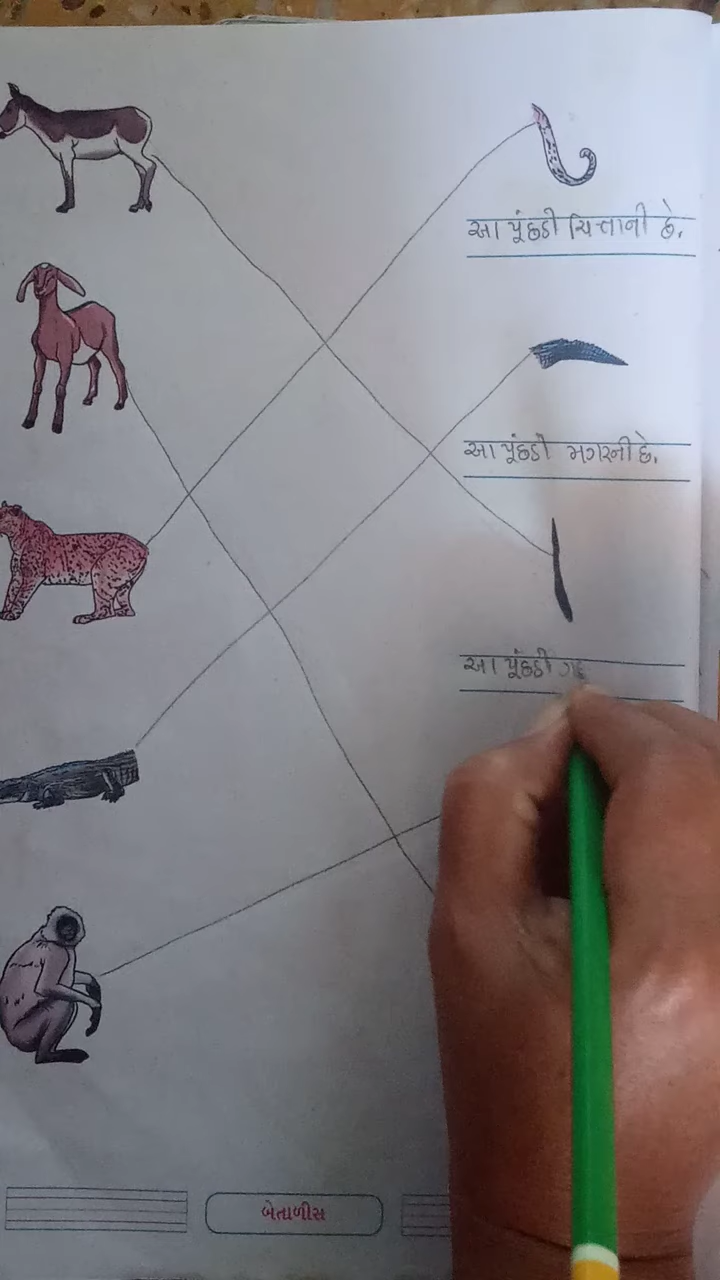 આ પૂંછડી ચિત્તાની છે.
આ પૂંછડી મગરની છે.
આ પૂંછડી
બેતાળીસ